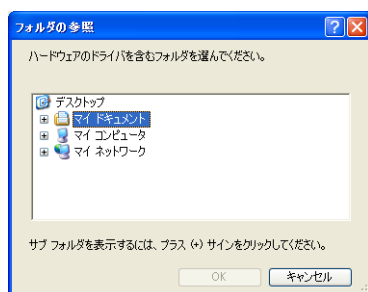 フォルダの参照
ハードウェアのドライバを含むフォルダを選んでください。
デスクトップ
マイ ドキュメント
マイ コンピュータ
マイ ネットワーク
サブ フォルダを表示するには、プラス (+) サインをクリックしてください。
OK キャンセル